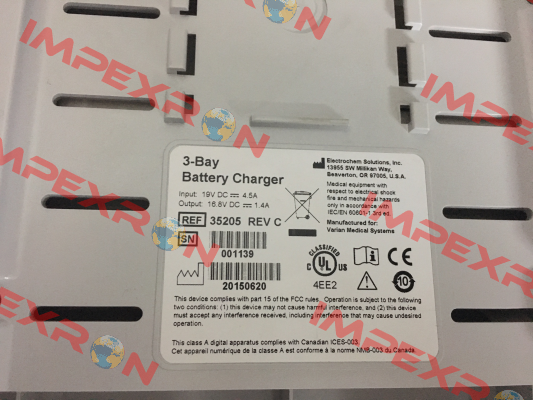 3-Bay
Battery Charger
Input: 19V DC 4.5A
Output: 16.8V DC 1.4A
REF 35205 REV C
SN
001139
20150620
Electrochem Solutions, Inc.
13955 SW Millikan Way,
Beaverton, OR 97005, U.S.A.
Medical equipment with
respect to electrical shock
fire and mechanical hazards
only in accordance with
IEC/EN 60601-1 3rd ed.
Manufactured for:
Varian Medical Systems
CLASSIFIED
C UL US
4EE2
10
This device complies with part 15 of the FCC rules. Operation is subject to the following
two conditions: (1) this device may not cause harmful interference, and (2) this device
must accept any interference received, including interference that may cause undesired
operation.
This class A digital apparatus complies with Canadian ICES-003
Cet appareil numérique de la classe A est conforme à la norme NMB-003 du Canada.
IMPEXRON
IMPEXRON
IMPEXRON
IMPEXRON
IMPEXRON